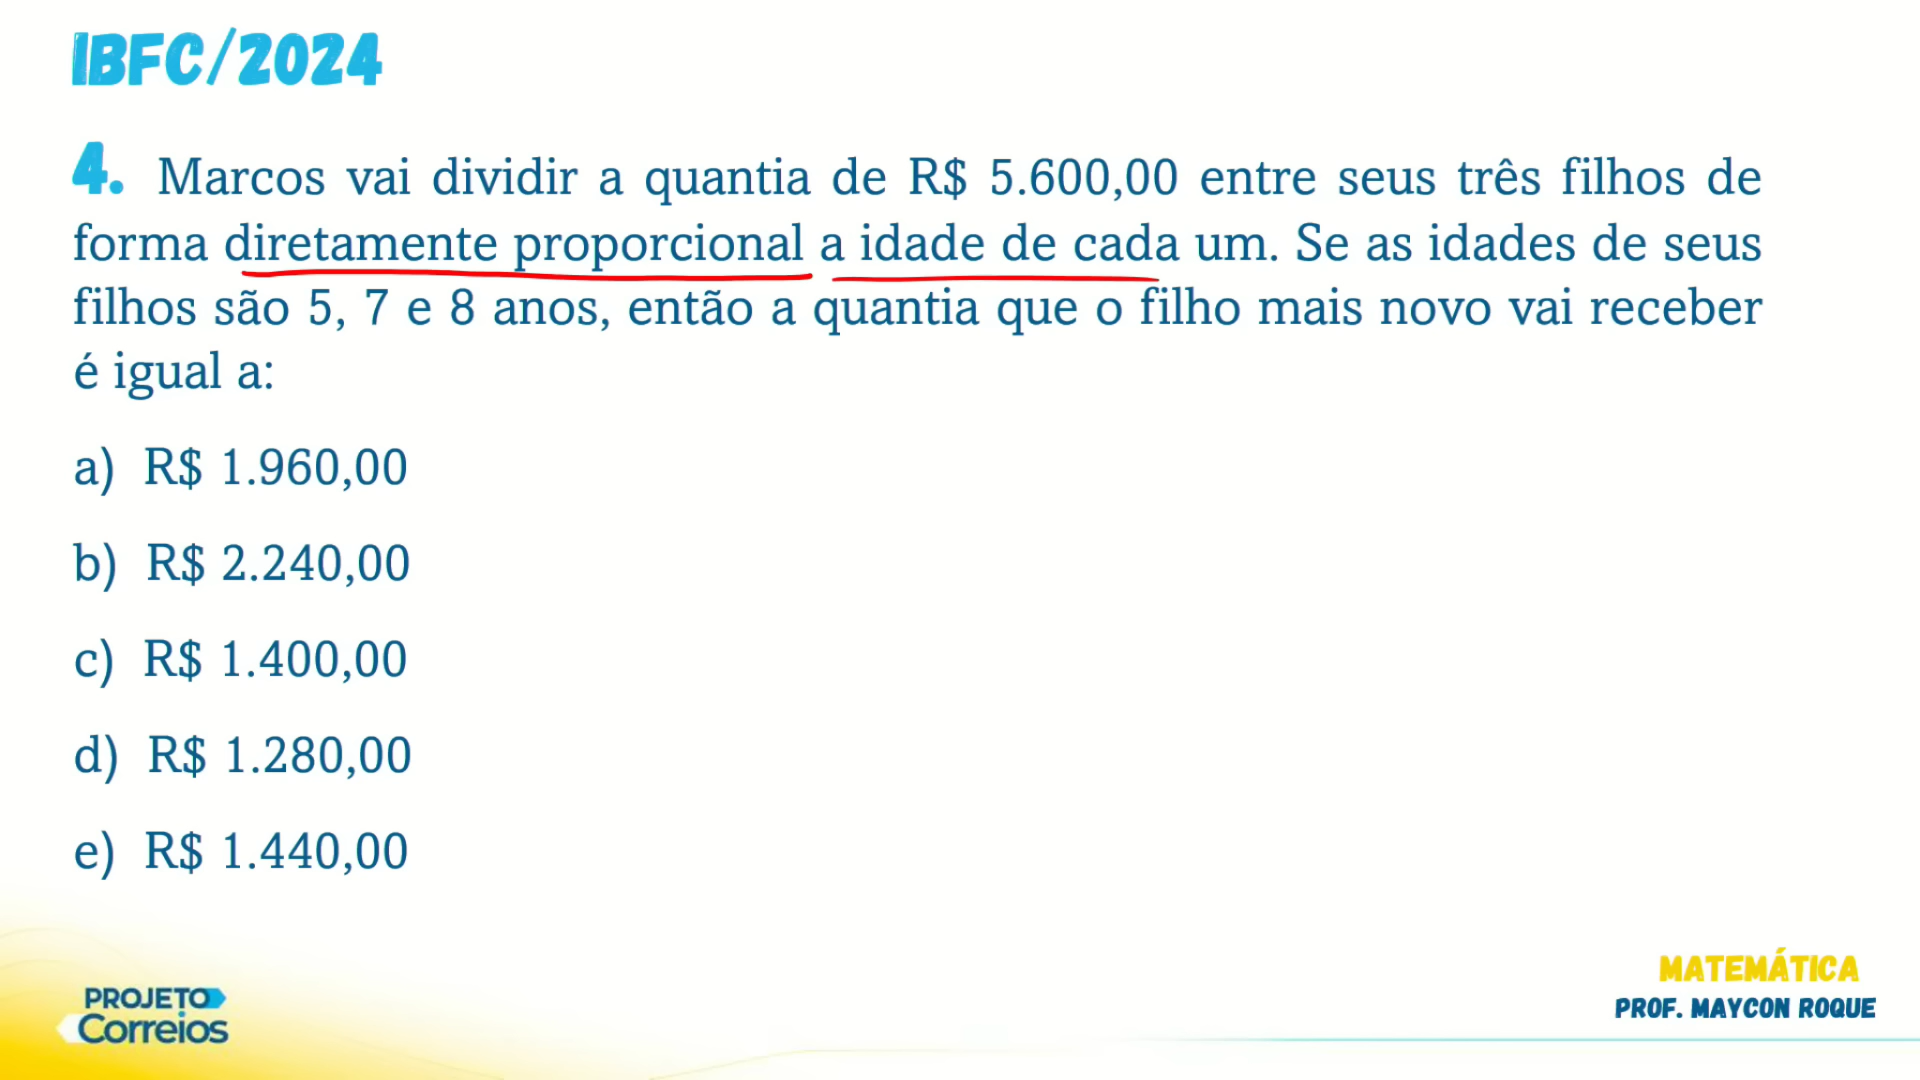 IBFC/2024
4. Marcos vai dividir a quantia de R$ 5.600,00 entre seus três filhos de
forma diretamente proporcional a idade de cada um. Se as idades de seus
filhos são 5, 7 e 8 anos, então a quantia que o filho mais novo vai receber
é igual a:
a) R$ 1.960,00
b) R$ 2.240,00
c) R$ 1.400,00
d) R$ 1.280,00
e) R$ 1.440,00
PROJETO
Correios
MATEMÁTICA
PROF. MAYCON ROQUE